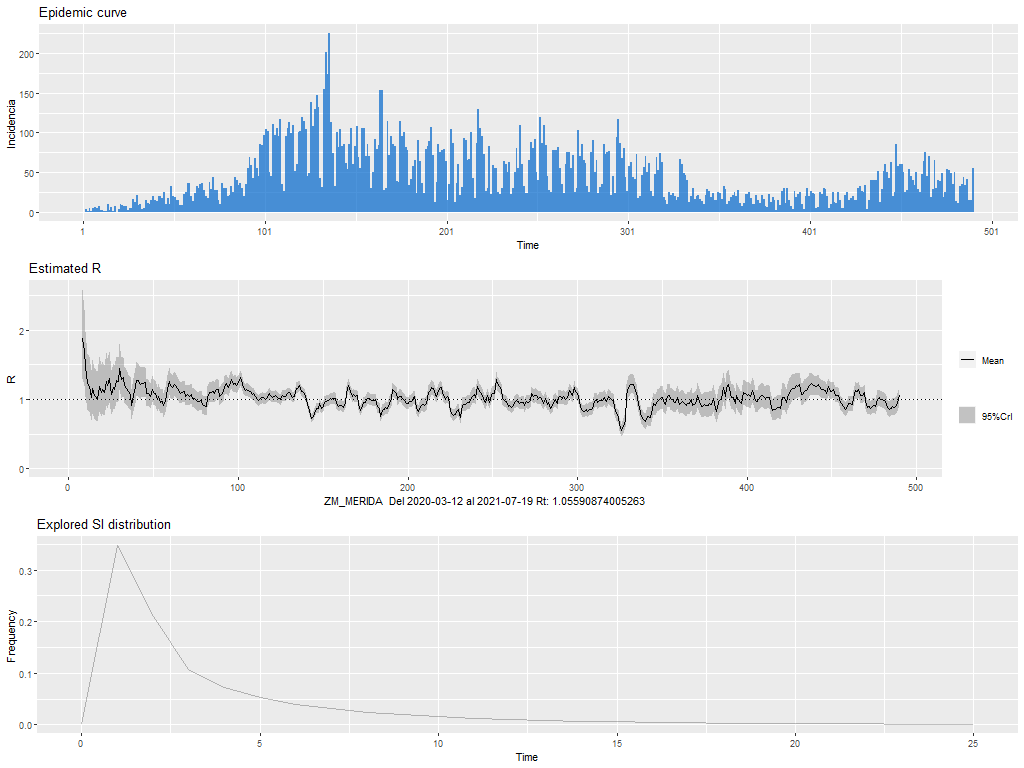 Epidemic curve
200
150
100
50
0
Incidencia
1 101 201 301 401 501
Time
Estimated R
2
1
0
R
Mean
95%CrI
0 100 200 300 400 500
ZM_MERIDA Del 2020-03-12 al 2021-07-19 Rt: 1.05590874005263
Explored SI distribution
0.3
0.2
0.1
0.0
Frequency
0 5 10 15 20 25
Time